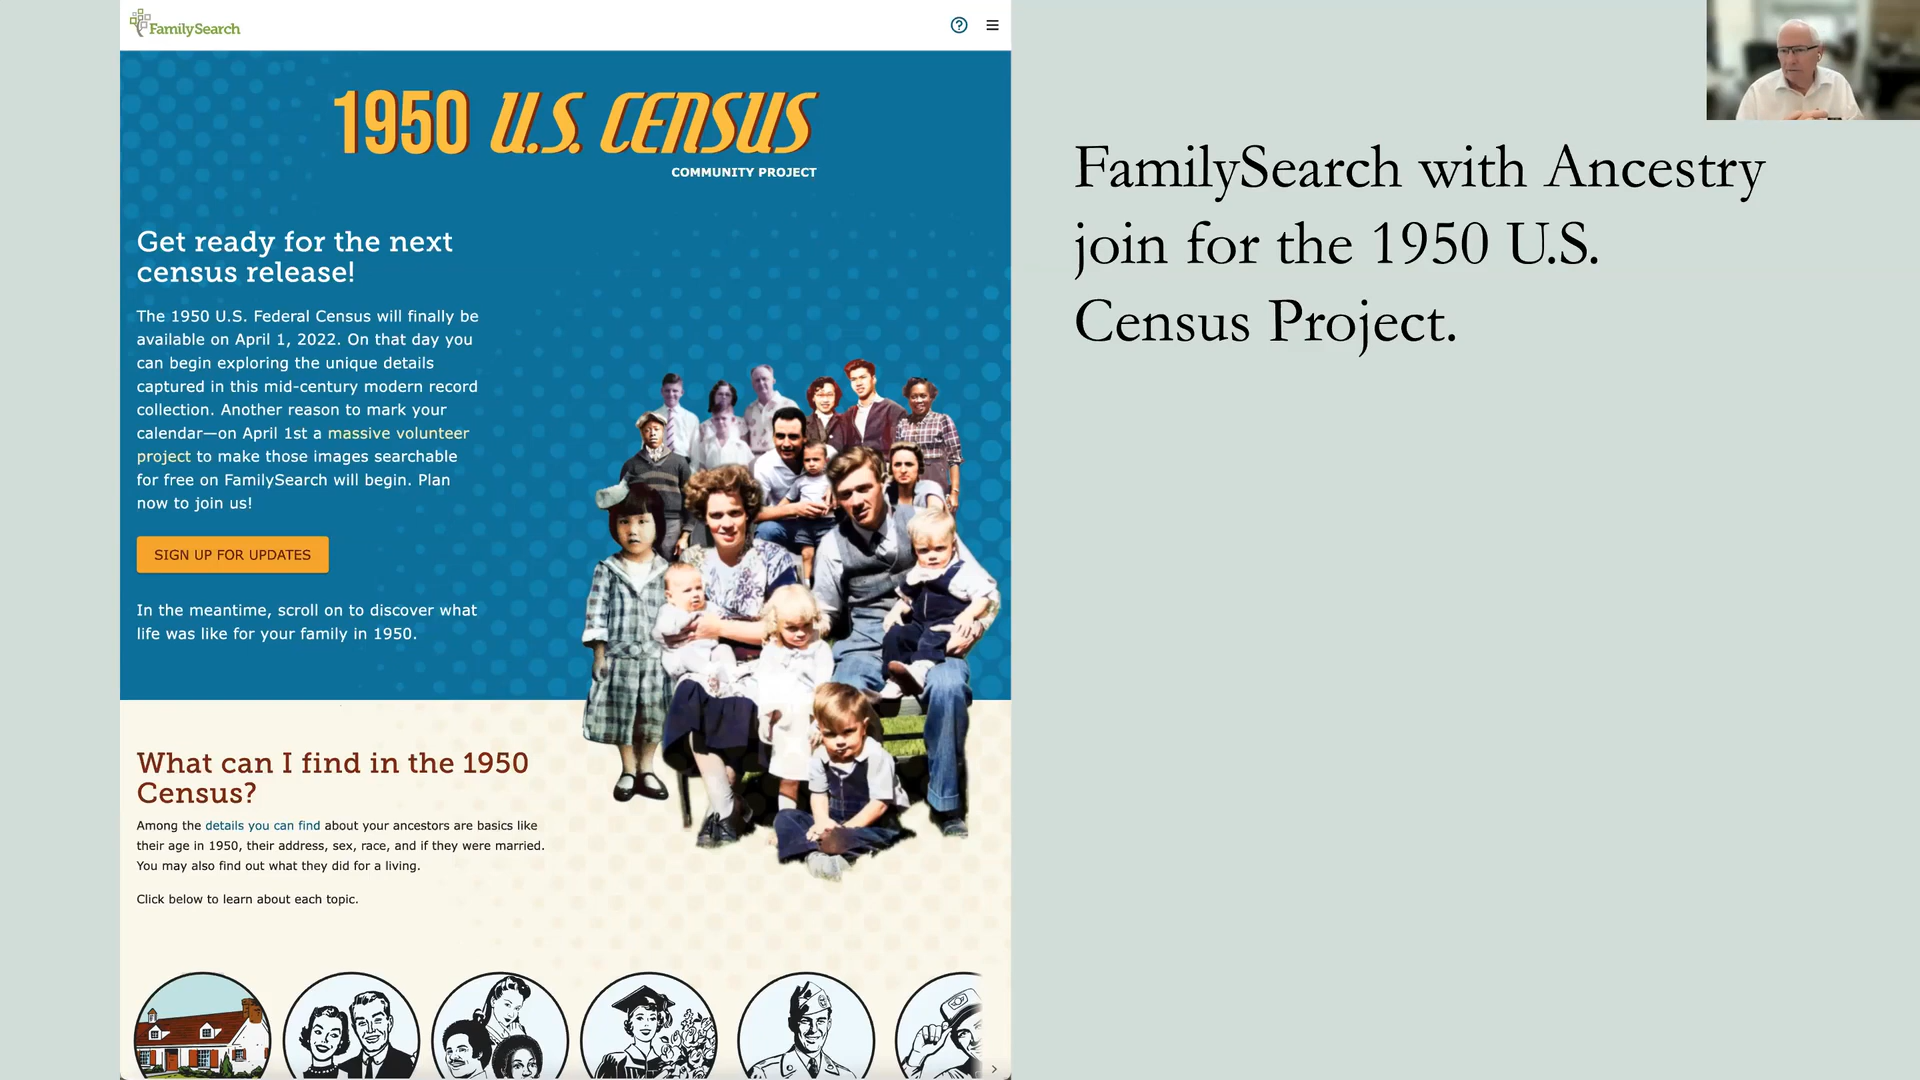 FamilySearch
1950 U.S. CENSUS
COMMUNITY PROJECT
Get ready for the next
census release!
The 1950 U.S. Federal Census will finally be
available on April 1, 2022. On that day you
can begin exploring the unique details
captured in this mid-century modern record
collection. Another reason to mark your
calendar—on April 1st a massive volunteer
project to make those images searchable
for free on FamilySearch will begin. Plan
now to join us!
SIGN UP FOR UPDATES
In the meantime, scroll on to discover what
life was like for your family in 1950.
What can I find in the 1950
Census?
Among the details you can find about your ancestors are basics like
their age in 1950, their address, sex, race, and if they were married.
You may also find out what they did for a living.
Click below to learn about each topic.
FamilySearch with Ancestry
join for the 1950 U.S.
Census Project.